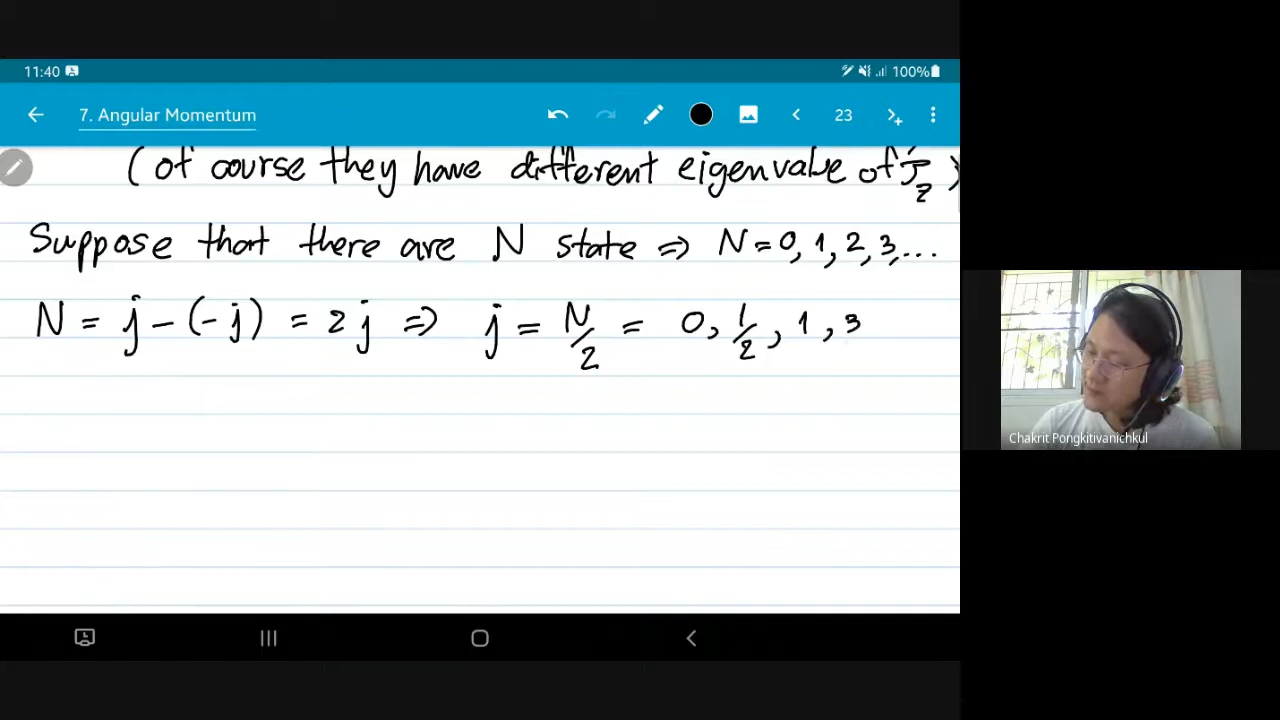 11:40 100%
7. Angular Momentum 23
(of course they have different eigenvalue of Jz)
Suppose that there are N state ⇒ N = 0, 1, 2, 3, ...
N = j - (-j) = 2j ⇒ j = N/2 = 0, 1/2, 1, 3
Chakrit Pongkitivanichkul